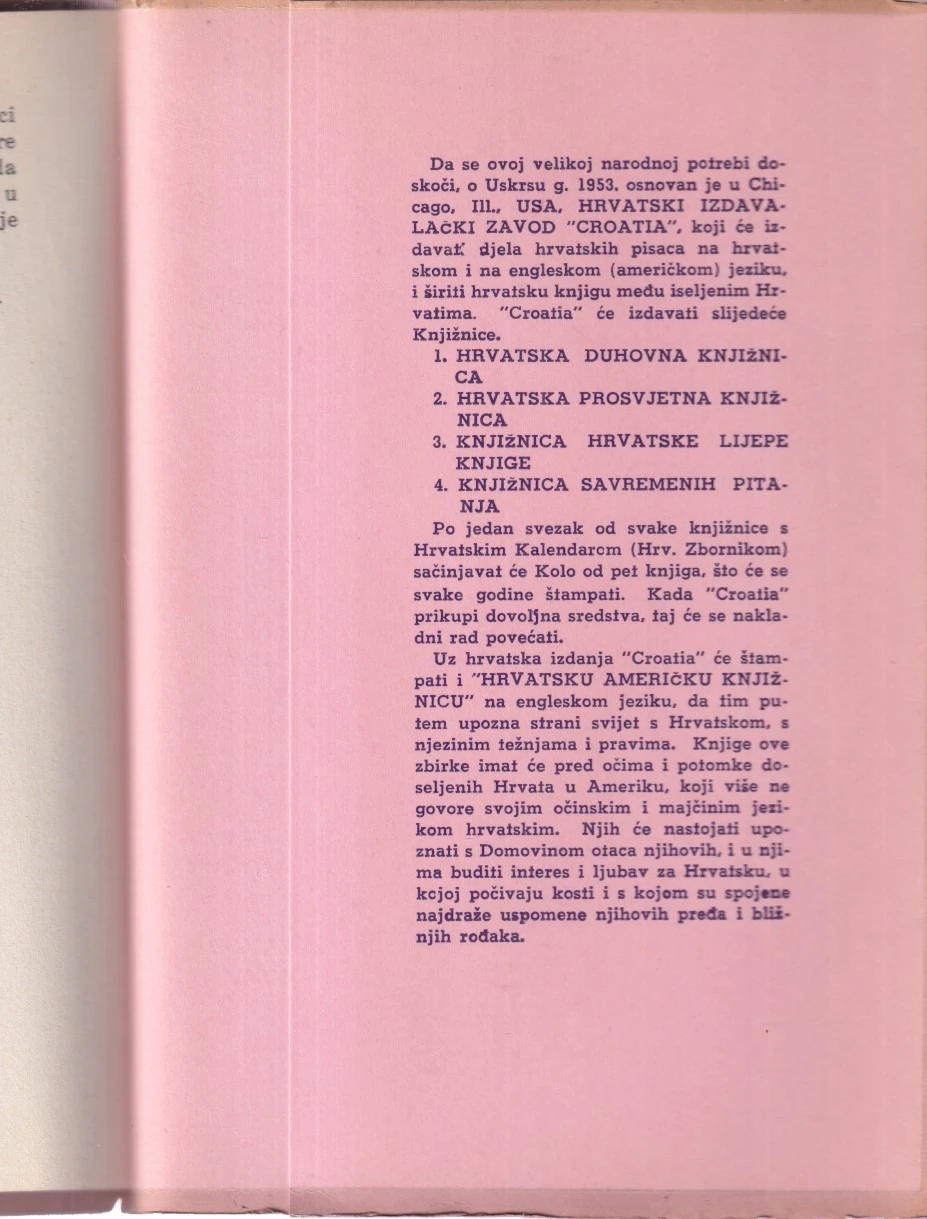 ci
re
la
u
je
Da se ovoj velikoj narodnoj potrebi do-
skoči, o Uskrsu g. 1953. osnovan je u Chi-
cago, Ill., USA, HRVATSKI IZDAVA-
LAčKI ZAVOD "CROATIA", koji će iz-
davat' djela hrvatskih pisaca na hrvat-
skom i na engleskom (američkom) jeziku,
i širiti hrvatsku knjigu među iseljenim Hr-
vatima. "Croatia" će izdavati slijedeće
Knjižnice.
1. HRVATSKA DUHOVNA KNJIžNI-
CA
2. HRVATSKA PROSVJETNA KNJIž-
NICA
3. KNJIžNICA HRVATSKE LIJEPE
KNJIGE
4. KNJIžNICA SAVREMENIH PITA-
NJA
Po jedan svezak od svake knjižnice s
Hrvatskim Kalendarom (Hrv. Zbornikom)
sačinjavat će Kolo od pet knjiga, što će se
svake godine štampati. Kada "Croatia"
prikupi dovoljna sredstva, taj će se nakla-
dni rad povećati.
Uz hrvatska izdanja "Croatia" će štam-
pati i "HRVATSKU AMERIčKU KNJIž-
NICU" na engleskom jeziku, da tim pu-
tem upozna strani svijet s Hrvatskom, s
njezinim težnjama i pravima. Knjige ove
zbirke imat će pred očima i potomke do-
seljenih Hrvata u Ameriku, koji više ne
govore svojim očinskim i majčinim jezi-
kom hrvatskim. Njih će nastojati upo-
znati s Domovinom otaca njihovih, i u nji-
ma buditi interes i ljubav za Hrvatsku, u
kojoj počivaju kosti i s kojom su spojene
najdraže uspomene njihovih pređa i bliž-
njih rođaka.